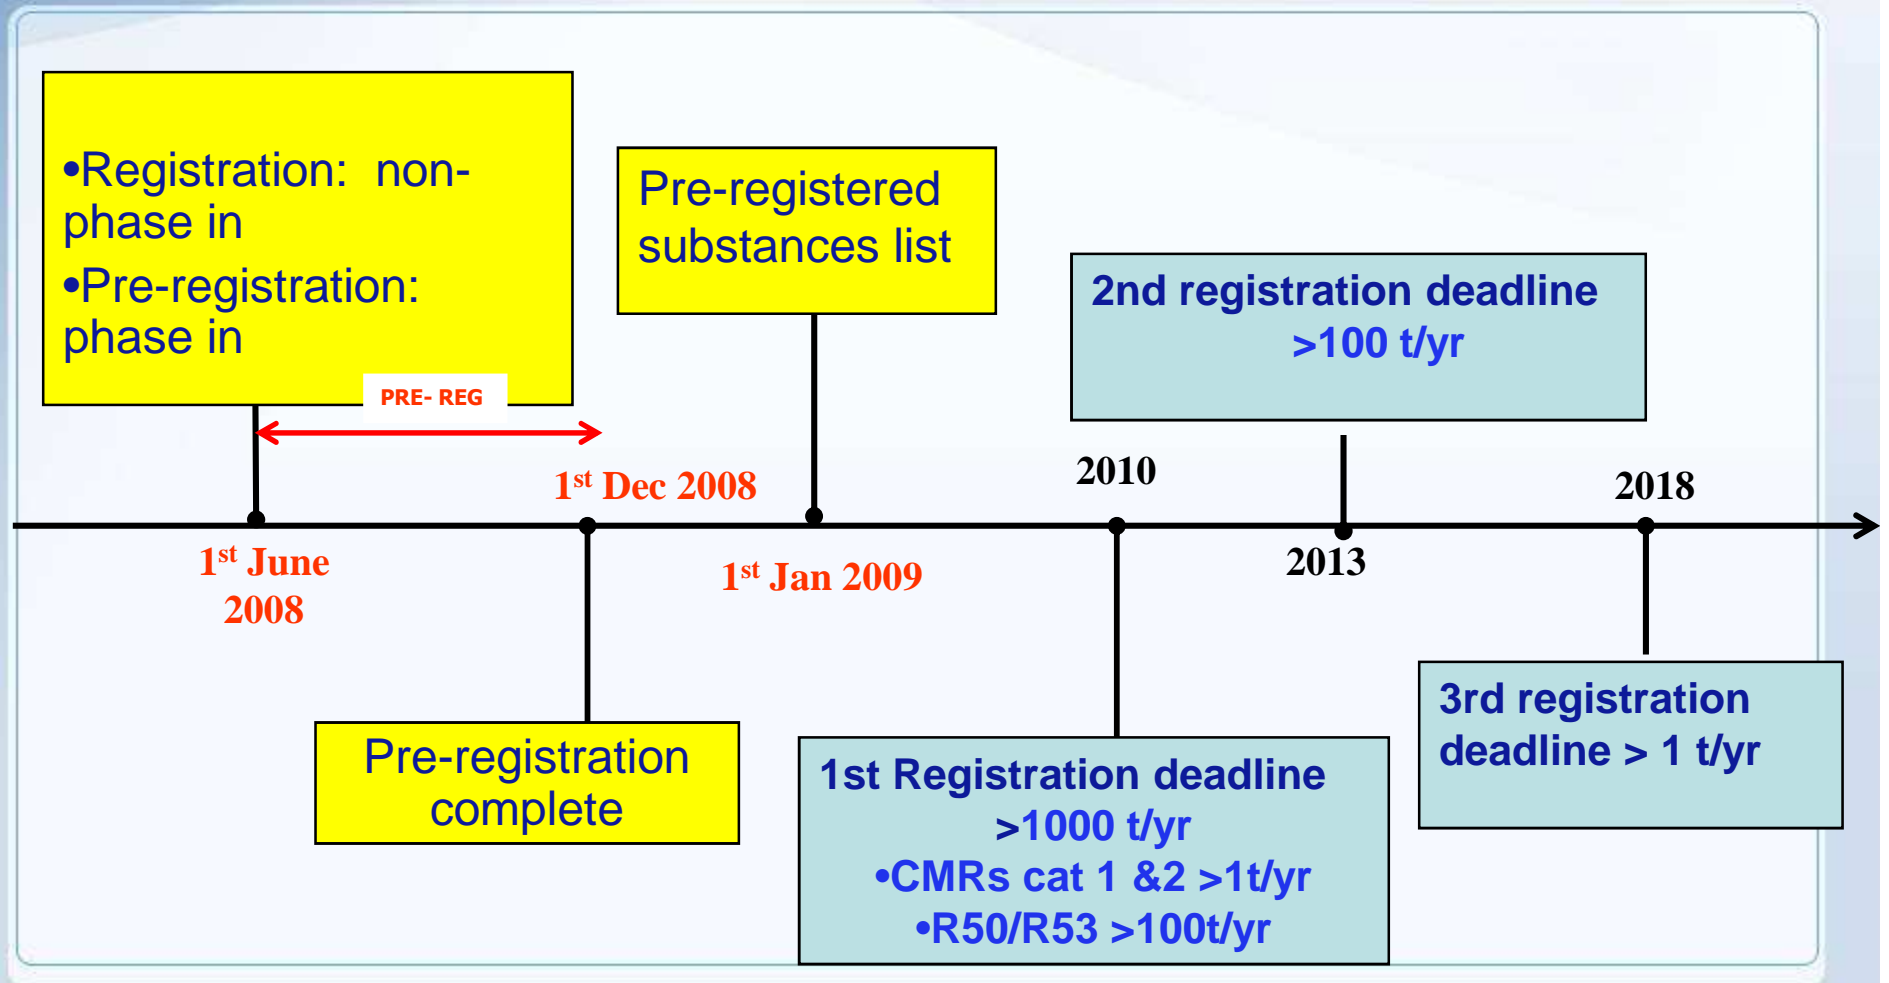 •Registration:  non-
phase in
•Pre-registration:
phase in
PRE- REG
Pre-registered
substances list
2nd registration deadline
>100 t/yr
1st Dec 2008
2010
2018
1st June
2008
1st Jan 2009
2013
Pre-registration
complete
1st Registration deadline
>1000 t/yr
•CMRs cat 1 &2 >1t/yr
•R50/R53 >100t/yr
3rd registration
deadline > 1 t/yr